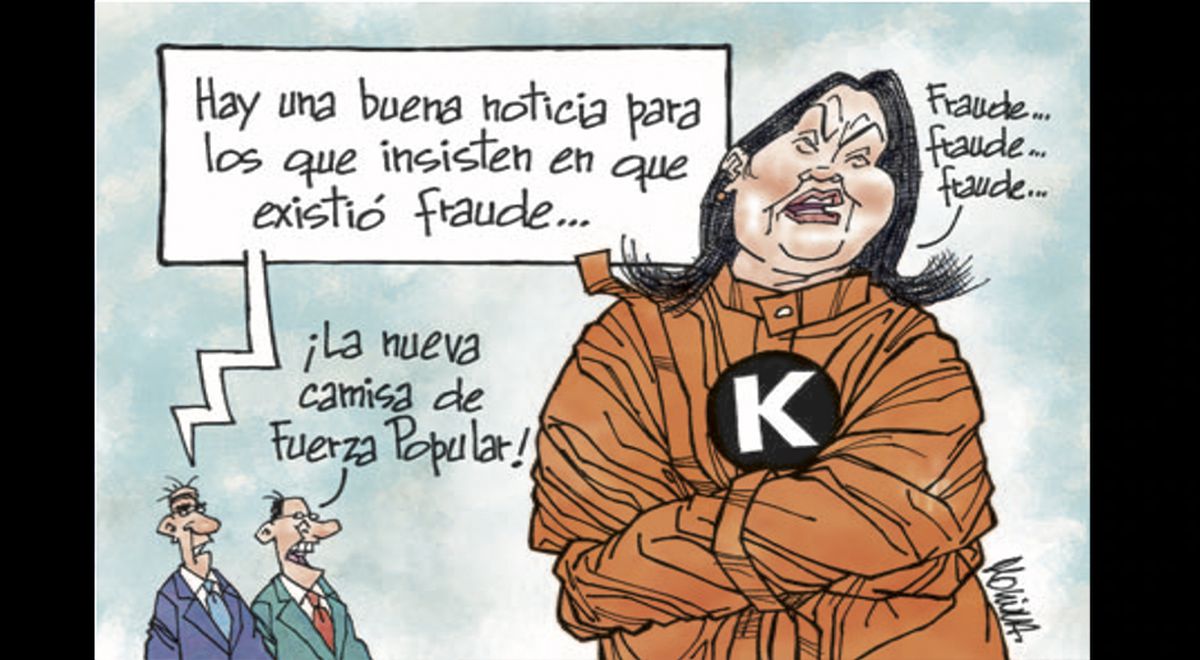 Hay una buena noticia para
los que insisten en que
existió fraude...
¡La nueva
camisa de
Fuerza Popular!
Fraude...
fraude...
fraude...
K